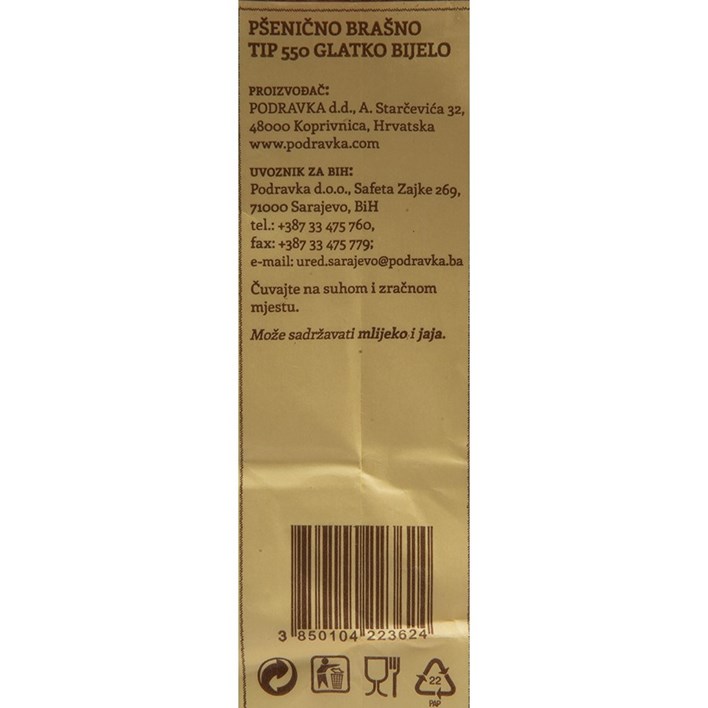 PŠENIČNO BRAŠNO
TIP 550 GLATKO BIJELO
PROIZVOĐAČ:
PODRAVKA d.d., A. Starčevića 32,
48000 Koprivnica, Hrvatska
www.podravka.com
UVOZNIK ZA BIH:
Podravka d.o.o., Safeta Zajke 269,
71000 Sarajevo, BiH
tel.: +387 33 475 760,
fax: +387 33 475 779;
e-mail: ured.sarajevo@podravka.ba
Čuvajte na suhom i zračnom
mjestu.
Može sadržavati mlijeko i jaja.
3 850104 223624
22
PAP